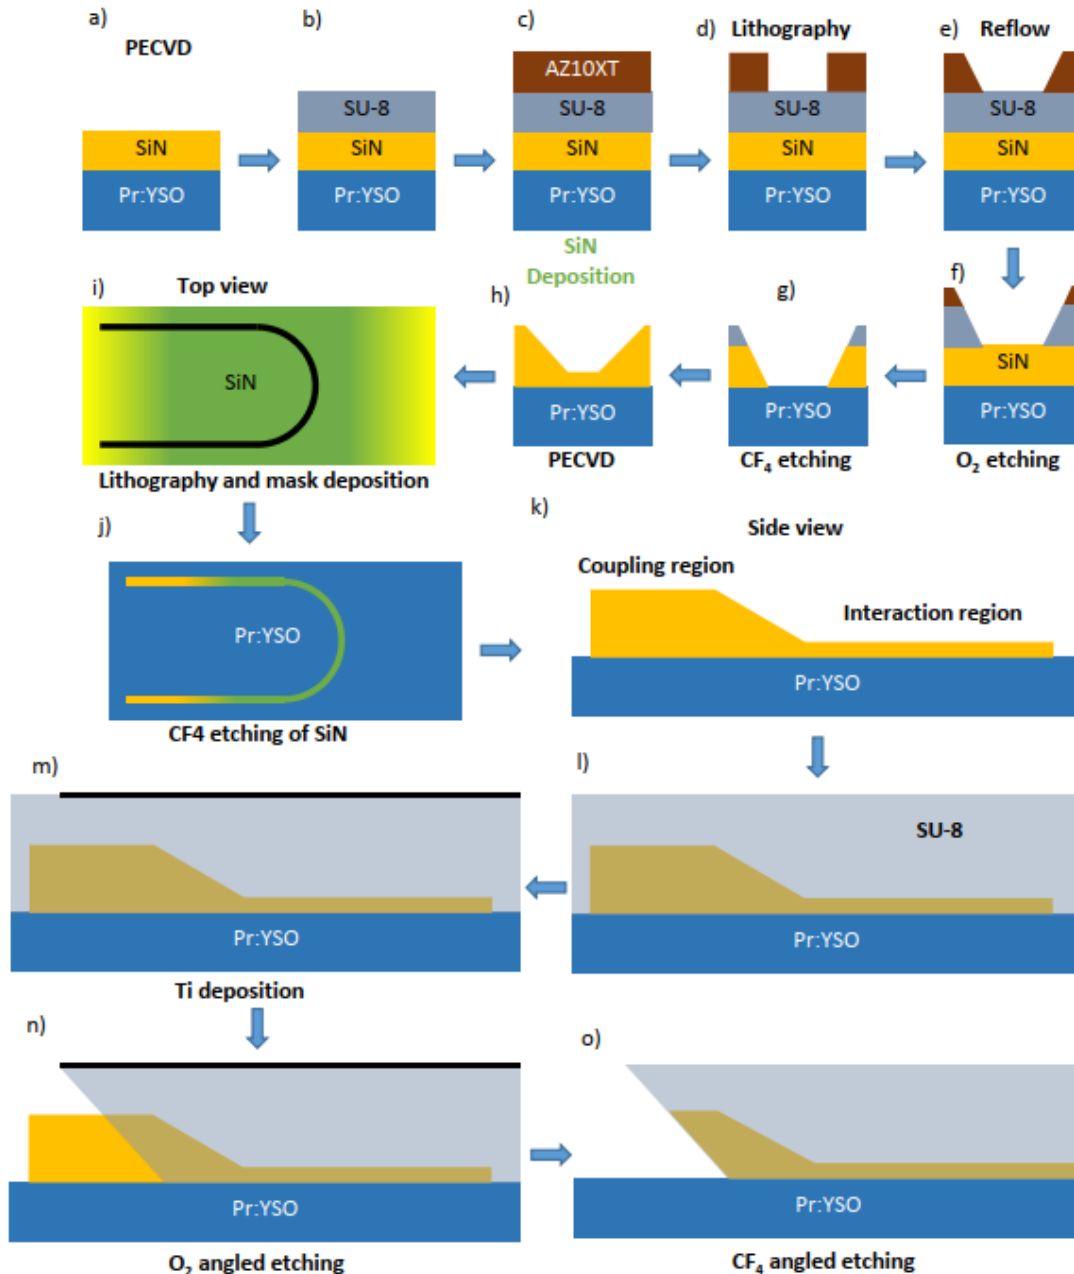 a)
PECVD
SiN
Pr:YSO
b)
SU-8
SiN
Pr:YSO
c)
AZ10XT
SU-8
SiN
Pr:YSO
d)
Lithography
SiN
Pr:YSO
e)
Reflow
SU-8
SiN
Pr:YSO
f)
SiN
Pr:YSO
O₂ etching
g)
Pr:YSO
CF₄ etching
SiN
Deposition
h)
Pr:YSO
PECVD
i)
Top view
SiN
Lithography and mask deposition
j)
Pr:YSO
CF4 etching of SiN
k)
Side view
Coupling region
Interaction region
Pr:YSO
l)
SU-8
Pr:YSO
m)
Pr:YSO
Ti deposition
n)
Pr:YSO
O₂ angled etching
o)
Pr:YSO
CF₄ angled etching